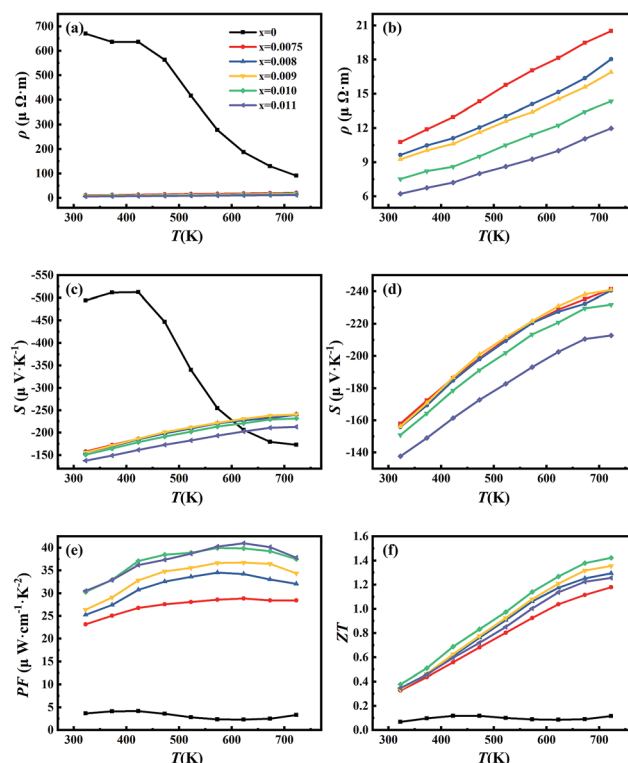 (a)
x=0
x=0.0075
x=0.008
x=0.009
x=0.010
x=0.011
700
600
500
400
300
200
100
0
ρ (μ Ω·m)
300 400 500 600 700
T(K)
(b)
21
18
15
12
9
6
ρ (μ Ω·m)
300 400 500 600 700
T(K)
(c)
-550
-500
-450
-400
-350
-300
-250
-200
-150
S (μ V·K⁻¹)
300 400 500 600 700
T(K)
(d)
-240
-220
-200
-180
-160
-140
S (μ V·K⁻¹)
300 400 500 600 700
T(K)
(e)
40
35
30
25
20
15
10
5
0
PF (μ W·cm⁻¹·K⁻²)
300 400 500 600 700
T(K)
(f)
1.6
1.4
1.2
1.0
0.8
0.6
0.4
0.2
0.0
ZT
300 400 500 600 700
T(K)